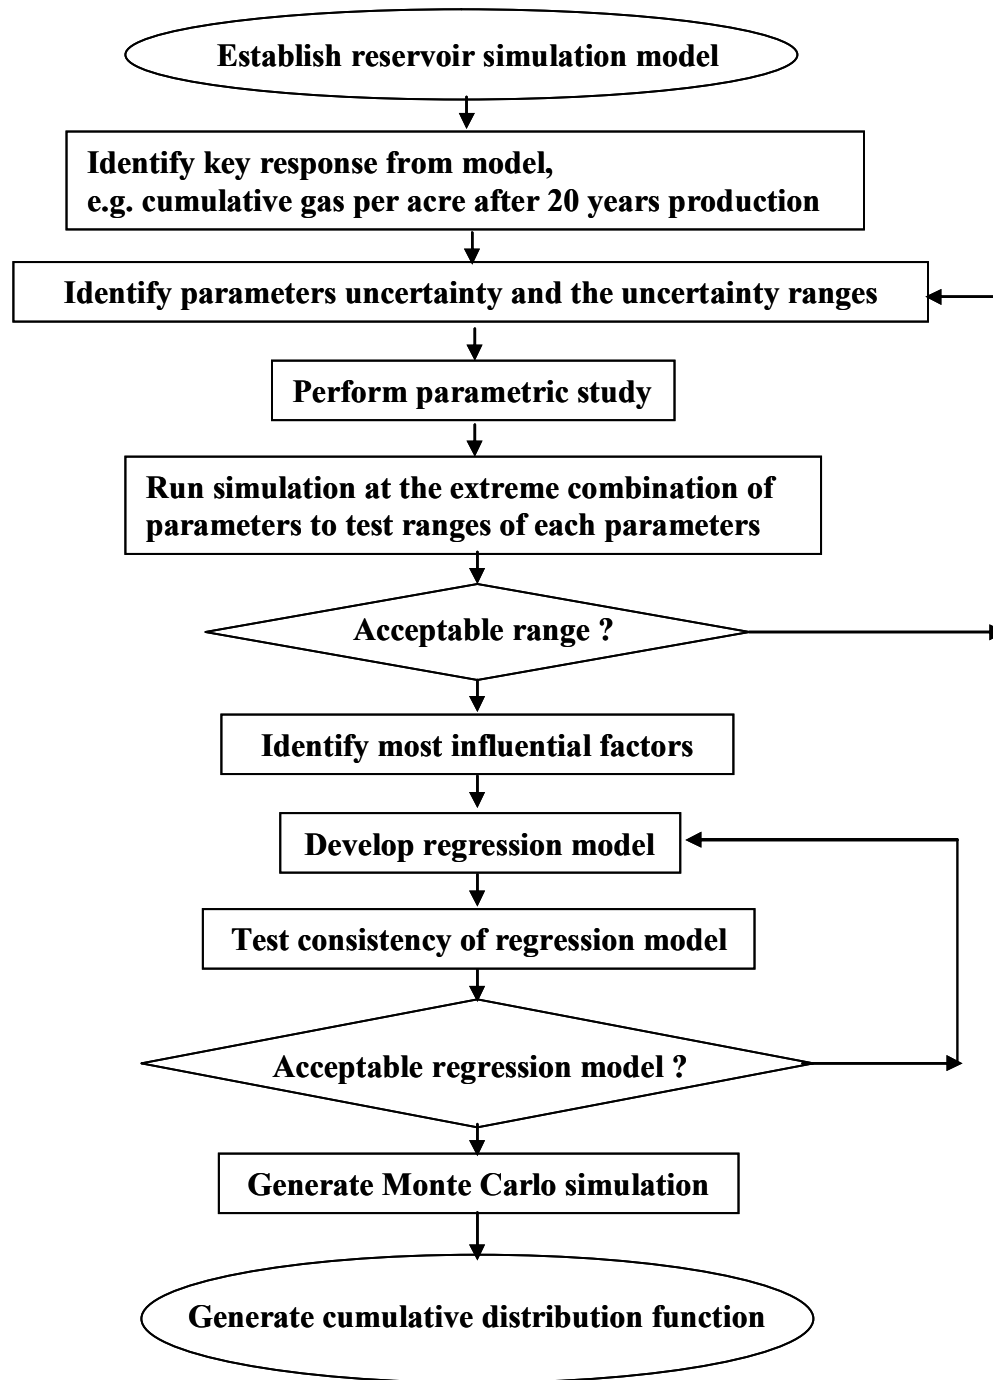 Establish reservoir simulation model
Identify key response from model,
e.g. cumulative gas per acre after 20 years production
Identify parameters uncertainty and the uncertainty ranges
Perform parametric study
Run simulation at the extreme combination of
parameters to test ranges of each parameters
Acceptable range ?
Identify most influential factors
Develop regression model
Test consistency of regression model
Acceptable regression model ?
Generate Monte Carlo simulation
Generate cumulative distribution function